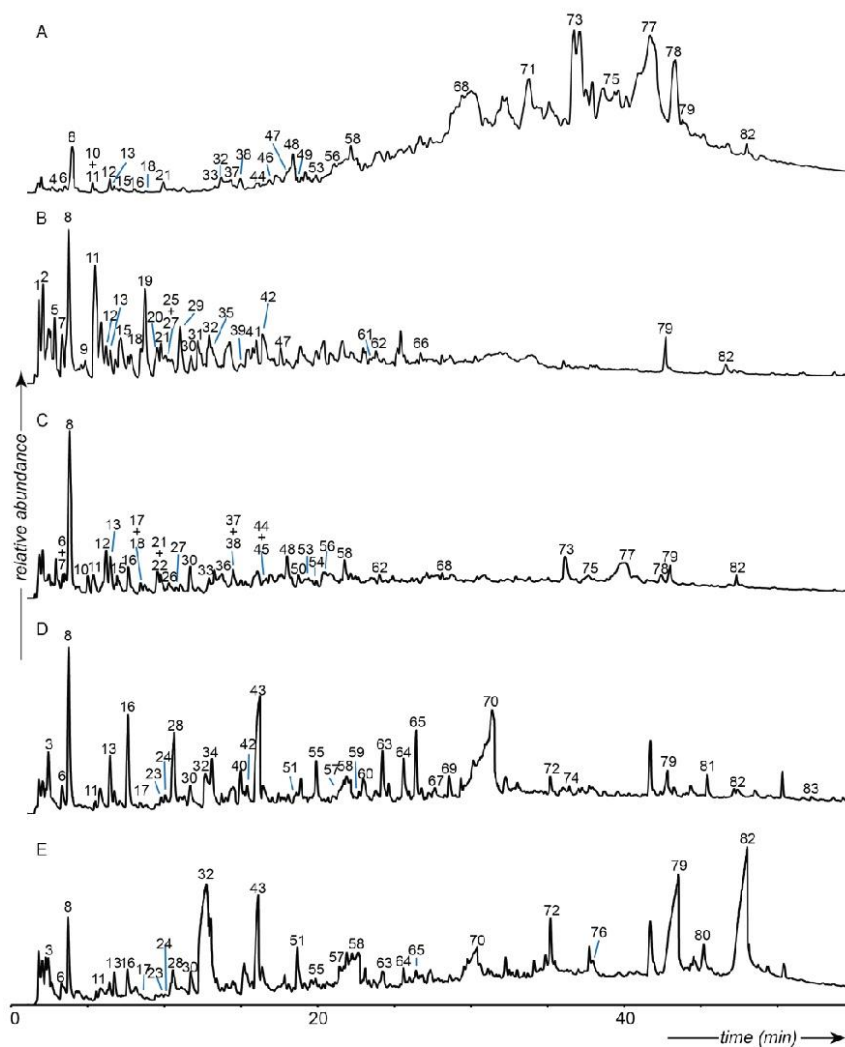 A
4 6 8 10 + 11 12 13 15 16 18 21 33 32 37 38 44 46 47 48 49 53 56 58 68 71 73 75 77 78 79 82
B
1 2 5 7 8 9 11 12 13 15 18 19 20 21 25 + 27 29 30 31 32 35 39 41 42 47 61 62 66 79 82
C
6 + 7 8 10 11 12 13 15 16 17 + 18 21 + 22 26 27 30 33 36 37 + 38 44 + 45 48 50 53 54 56 58 62 68 73 75 77 78 79 82
D
3 6 8 11 13 16 17 23 24 28 30 32 34 40 42 43 51 55 57 58 59 60 63 64 65 67 69 70 72 74 79 81 82 83
E
3 6 8 11 13 16 17 23 24 28 30 32 43 51 55 57 58 63 64 65 70 72 76 79 80 82
relative abundance
0 20 40
time (min)